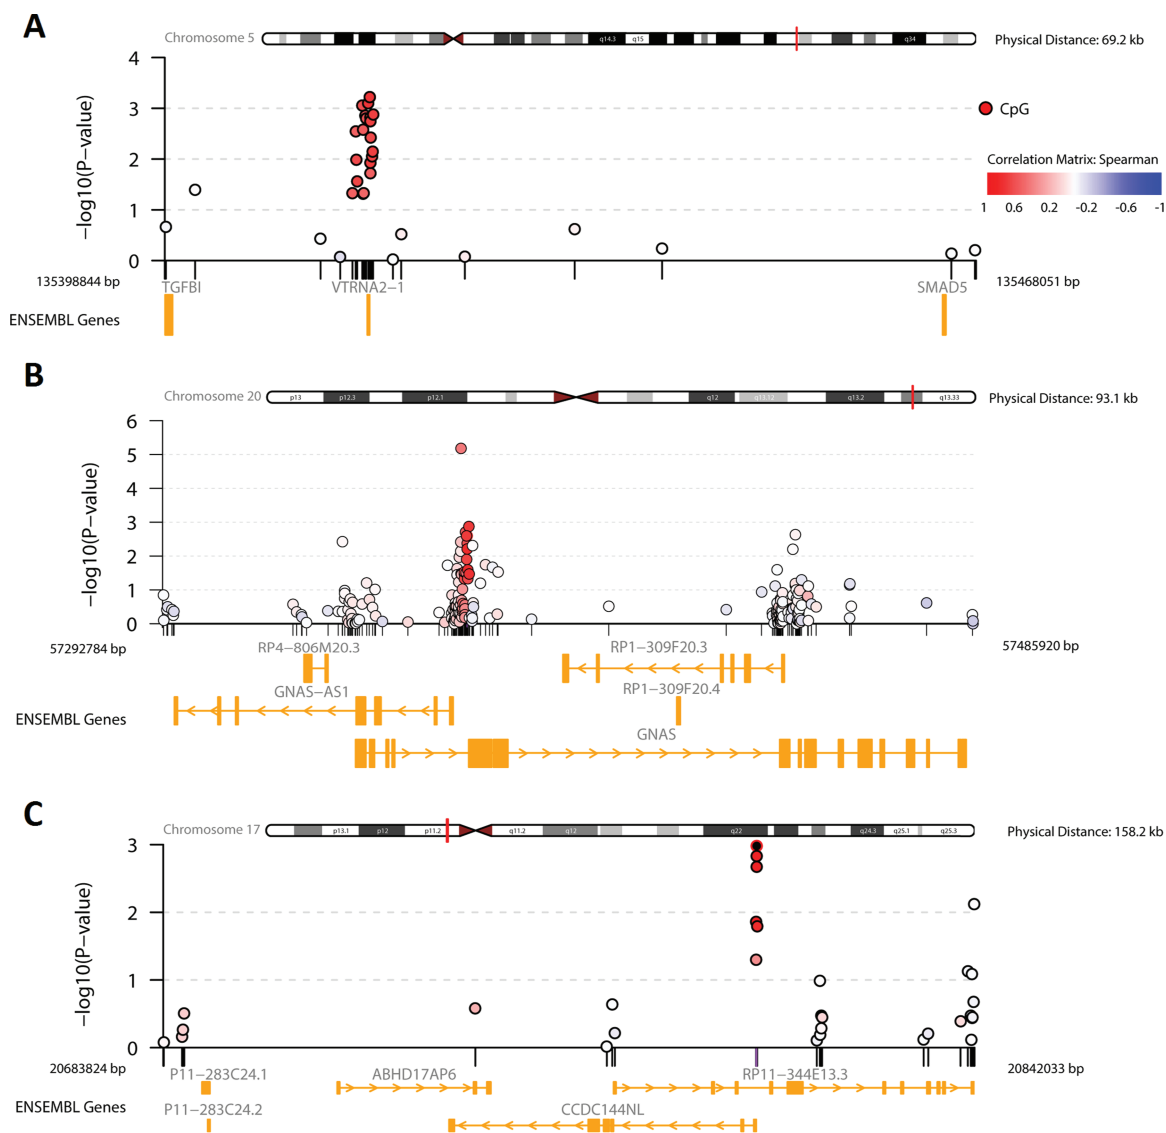 A
Chromosome 5
q14.3
q15
q34
Physical Distance: 69.2 kb
4
3
2
1
0
−log10(P−value)
CpG
Correlation Matrix: Spearman
1 0.6 0.2 -0.2 -0.6 -1
135398844 bp
135468051 bp
TGFBI
VTRNA2−1
SMAD5
ENSEMBL Genes
B
Chromosome 20
p13
p12.3
p12.1
q12
q13.12
q13.2
q13.33
Physical Distance: 93.1 kb
6
5
4
3
2
1
0
−log10(P−value)
57292784 bp
57485920 bp
RP4−806M20.3
RP1−309F20.3
GNAS−AS1
RP1−309F20.4
ENSEMBL Genes
GNAS
C
Chromosome 17
p13.1
p12
p11.2
q11.2
q12
q22
q24.3
q25.1
q25.3
Physical Distance: 158.2 kb
3
2
1
0
−log10(P−value)
20683824 bp
20842033 bp
P11−283C24.1
ABHD17AP6
RP11−344E13.3
ENSEMBL Genes
P11−283C24.2
CCDC144NL